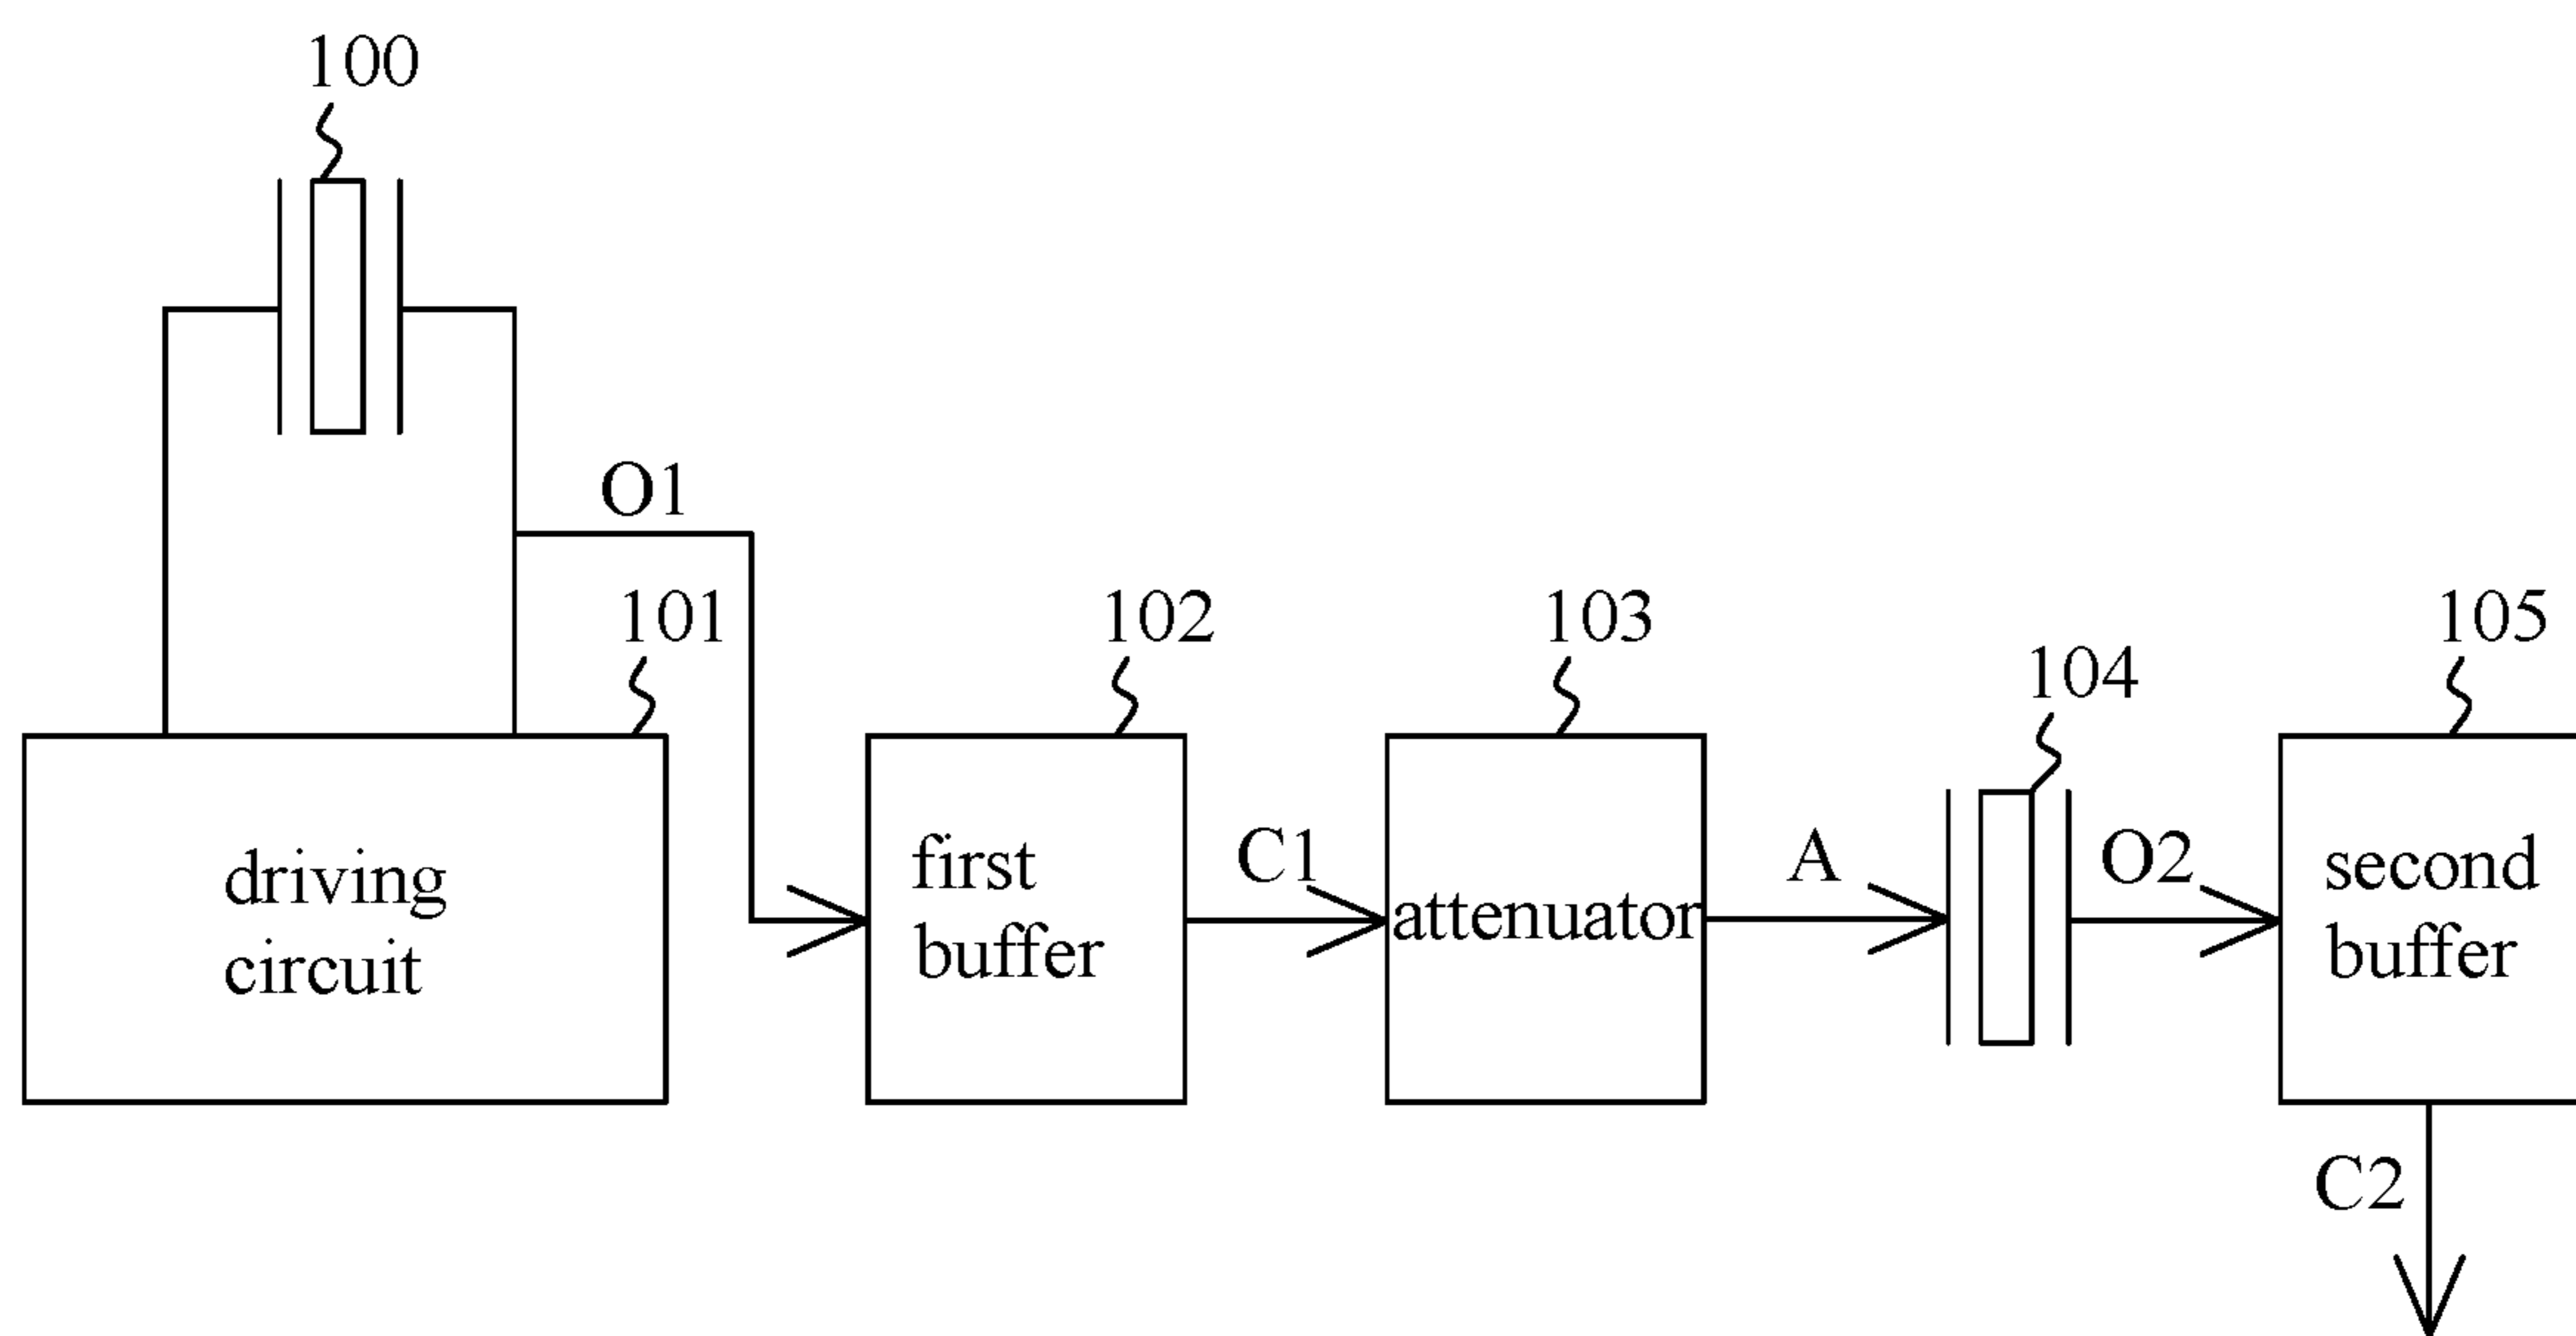 100
O1
101
102
103
104
105
driving
circuit
first
buffer
C1
attenuator
A
O2
second
buffer
C2